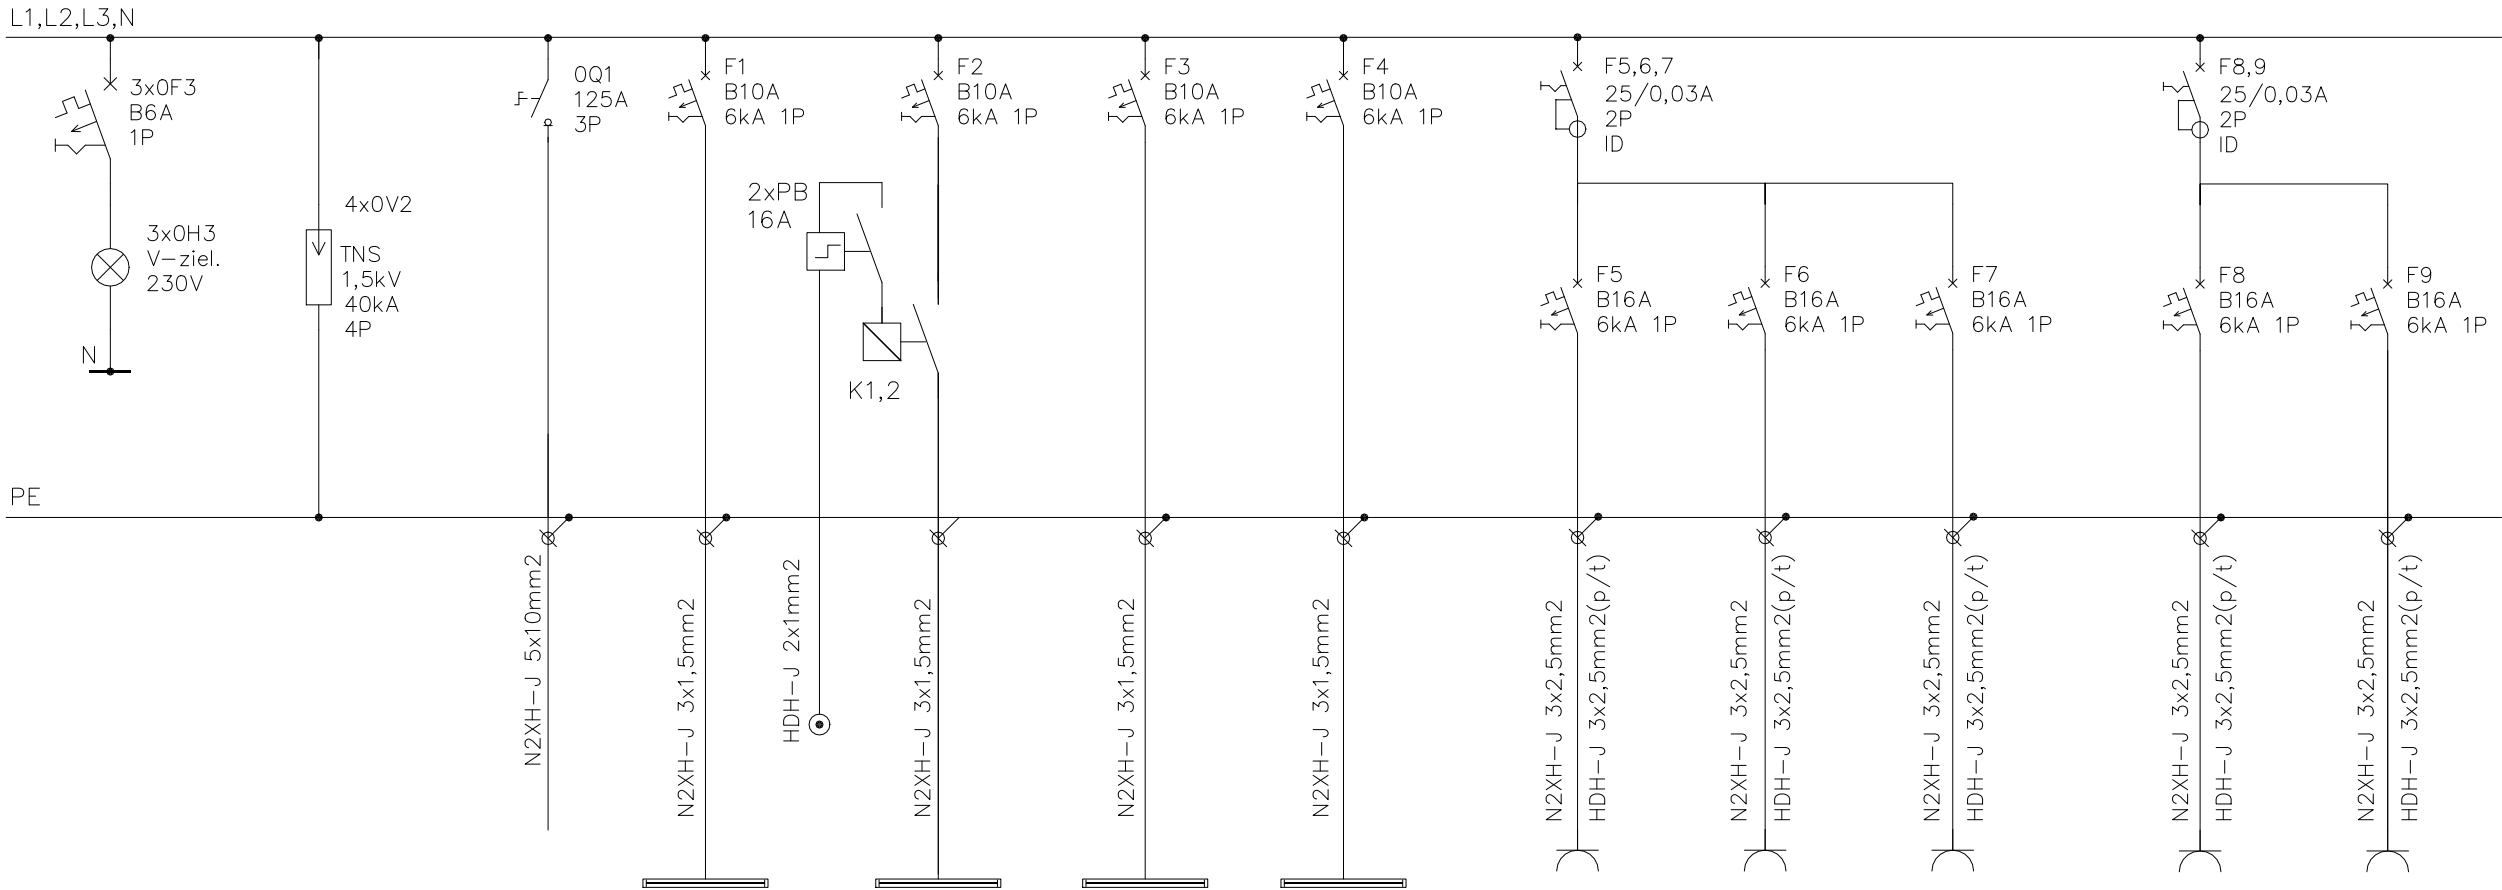 L1,L2,L3,N
3x0F3
B6A
1P
3x0H3
V-ziel.
230V
N
4x0V2
TNS
1,5kV
40kA
4P
0Q1
125A
3P
F1
B10A
6kA 1P
2xPB
16A
K1,2
F2
B10A
6kA 1P
F3
B10A
6kA 1P
F4
B10A
6kA 1P
F5,6,7
25/0,03A
2P
ID
F5
B16A
6kA 1P
F6
B16A
6kA 1P
F7
B16A
6kA 1P
F8,9
25/0,03A
2P
ID
F8
B16A
6kA 1P
F9
B16A
6kA 1P
PE
N2XH-J 5x10mm2
N2XH-J 3x1,5mm2
HDH-J 2x1mm2
N2XH-J 3x1,5mm2
N2XH-J 3x1,5mm2
N2XH-J 3x1,5mm2
N2XH-J 3x2,5mm2
HDH-J 3x2,5mm2(p/t)
N2XH-J 3x2,5mm2
HDH-J 3x2,5mm2(p/t)
N2XH-J 3x2,5mm2
HDH-J 3x2,5mm2(p/t)
N2XH-J 3x2,5mm2
HDH-J 3x2,5mm2(p/t)
N2XH-J 3x2,5mm2
HDH-J 3x2,5mm2(p/t)